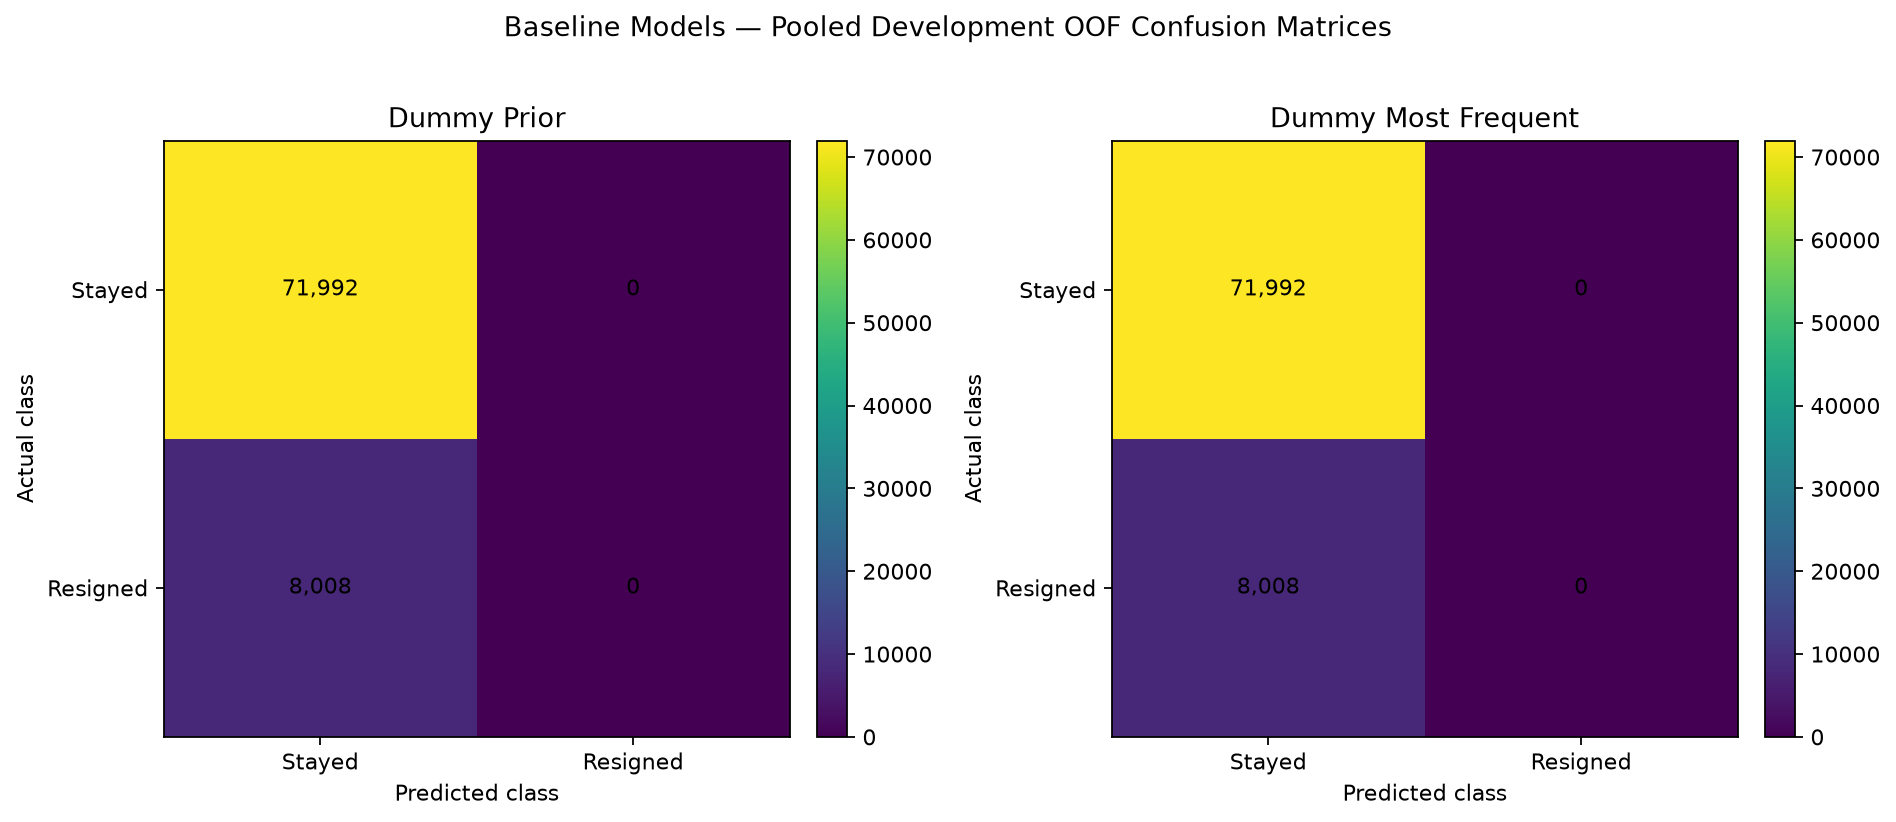 Baseline Models — Pooled Development OOF Confusion Matrices
Dummy Prior
Actual class
Stayed
Resigned
71,992
0
8,008
0
Stayed
Resigned
Predicted class
70000
60000
50000
40000
30000
20000
10000
0
Dummy Most Frequent
Actual class
Stayed
Resigned
71,992
0
8,008
0
Stayed
Resigned
Predicted class
70000
60000
50000
40000
30000
20000
10000
0